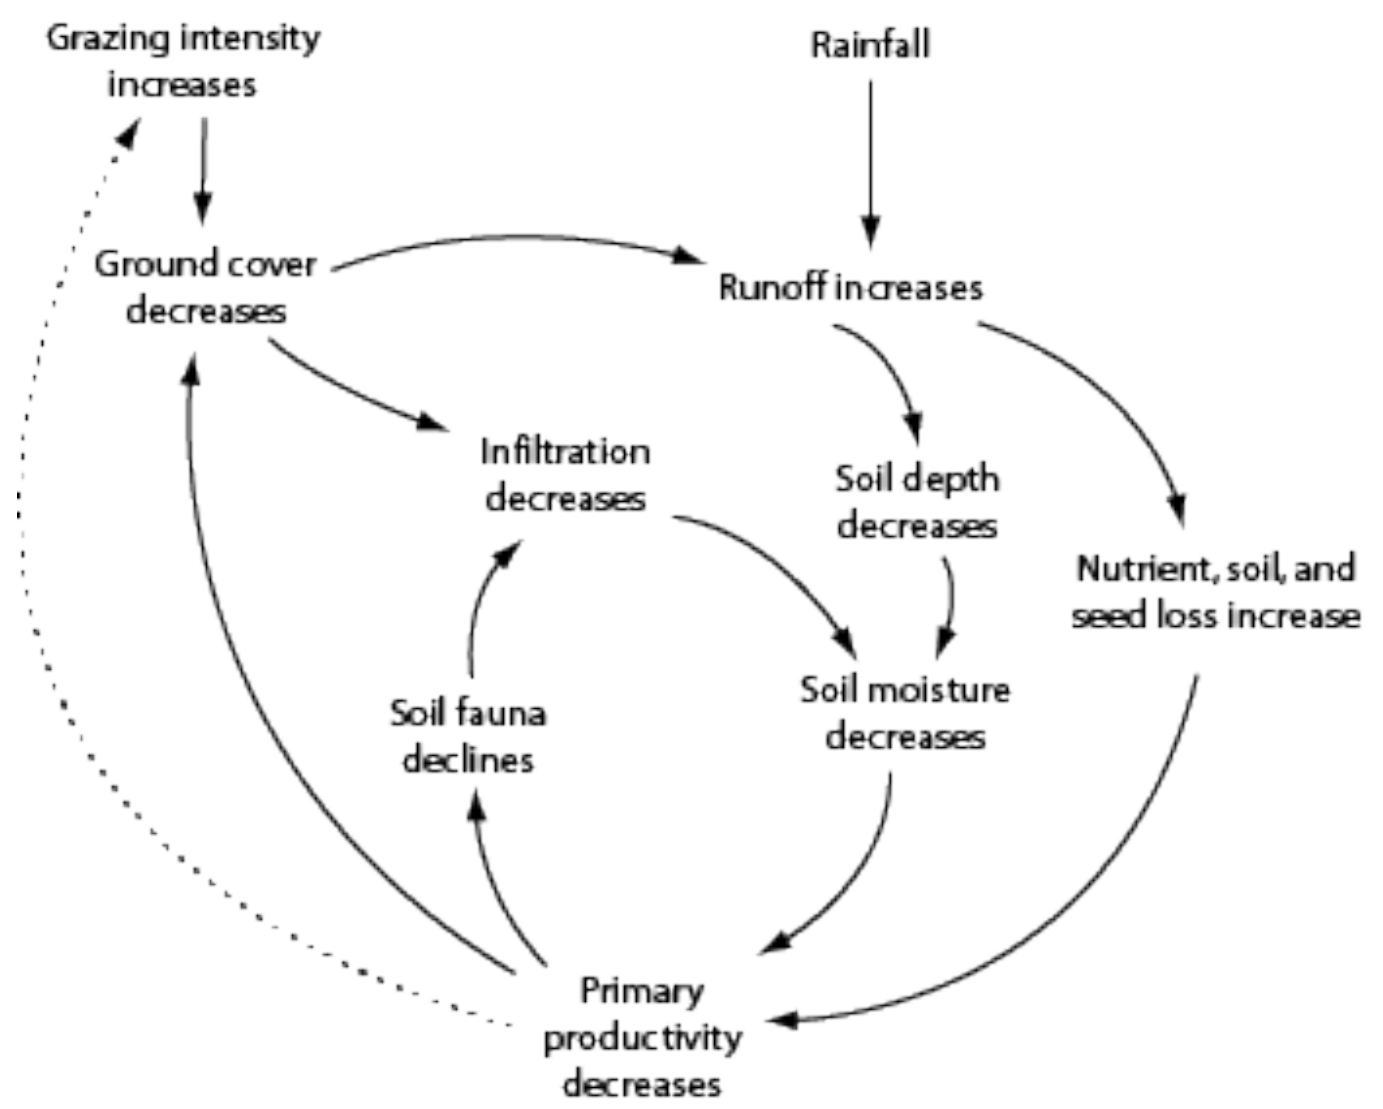 Grazing intensity
increases
Rainfall
Ground cover
decreases
Runoff increases
Infiltration
decreases
Soil depth
decreases
Nutrient, soil, and
seed loss increase
Soil fauna
declines
Soil moisture
decreases
Primary
productivity
decreases